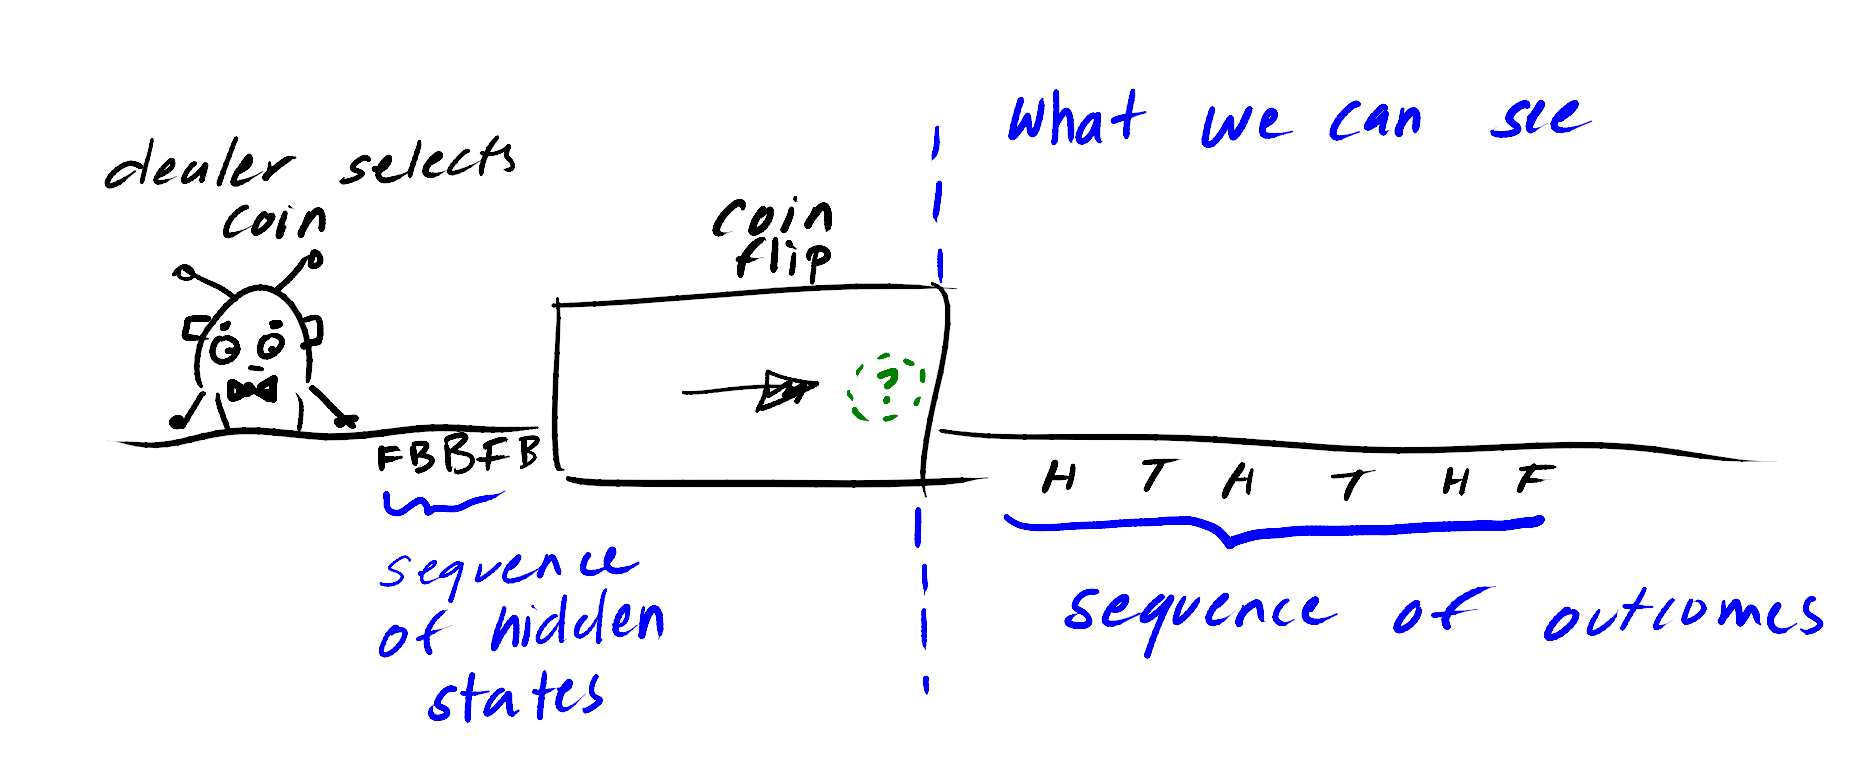 What we can see
dealer selects
coin
coin
flip
?
FBBFB
H T H T H F
sequence
of hidden
states
sequence of outcomes